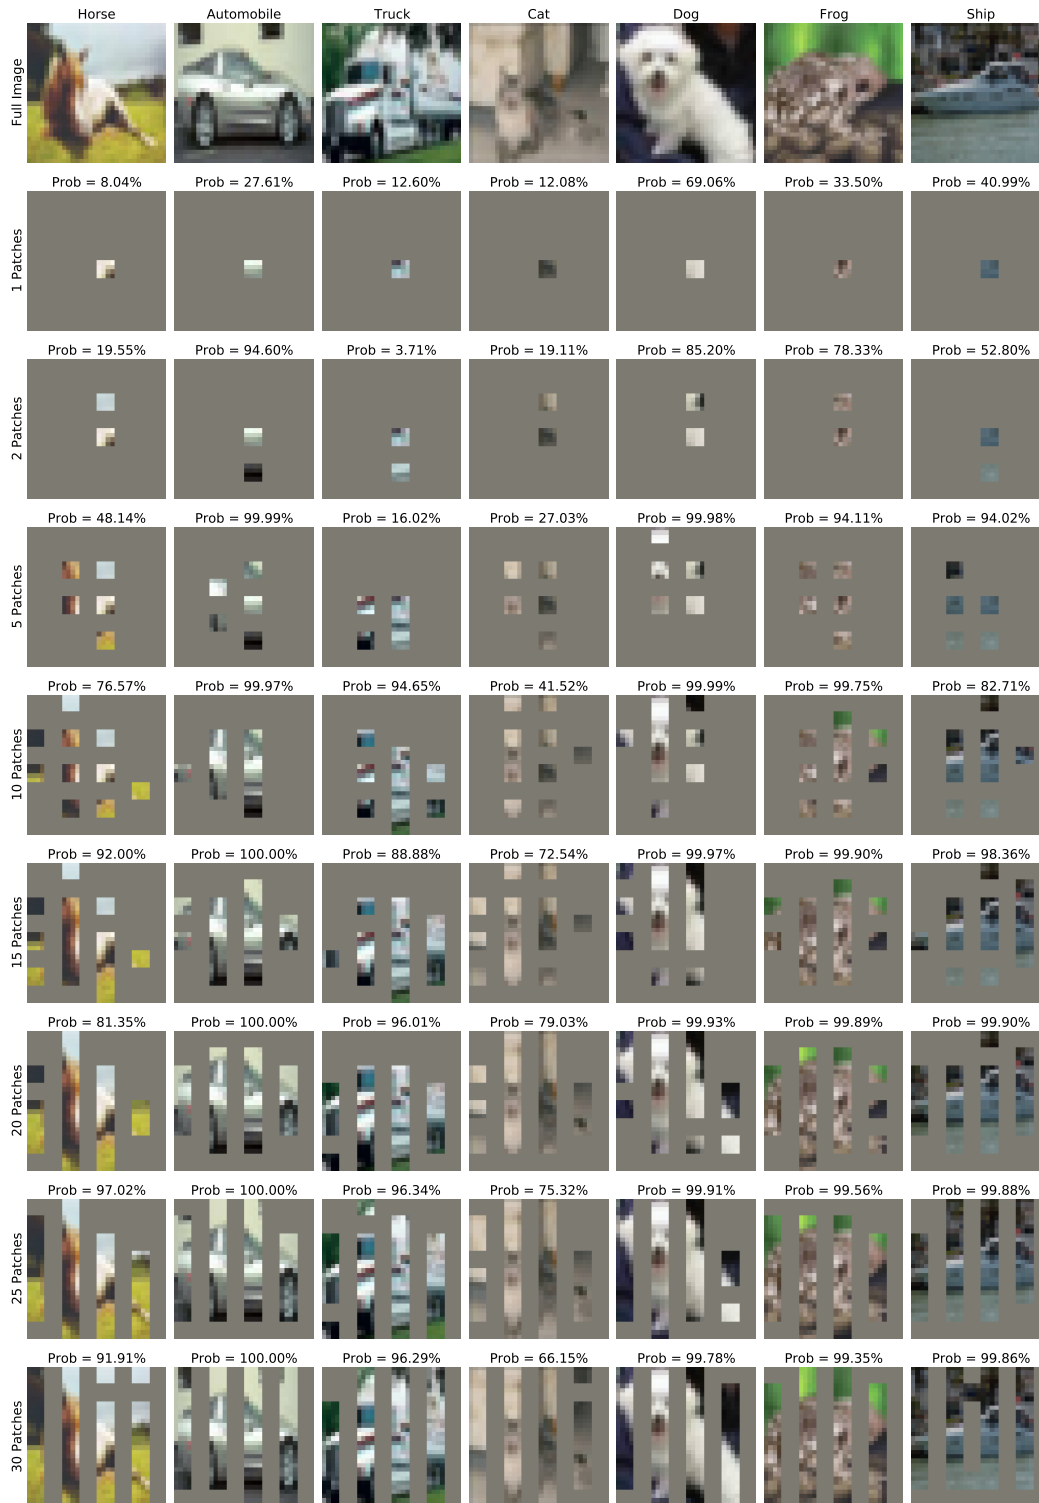 Horse Automobile Truck Cat Dog Frog Ship
Full Image
Prob = 8.04% Prob = 27.61% Prob = 12.60% Prob = 12.08% Prob = 69.06% Prob = 33.50% Prob = 40.99%
1 Patches
Prob = 19.55% Prob = 94.60% Prob = 3.71% Prob = 19.11% Prob = 85.20% Prob = 78.33% Prob = 52.80%
2 Patches
Prob = 48.14% Prob = 99.99% Prob = 16.02% Prob = 27.03% Prob = 99.98% Prob = 94.11% Prob = 94.02%
5 Patches
Prob = 76.57% Prob = 99.97% Prob = 94.65% Prob = 41.52% Prob = 99.99% Prob = 99.75% Prob = 82.71%
10 Patches
Prob = 92.00% Prob = 100.00% Prob = 88.88% Prob = 72.54% Prob = 99.97% Prob = 99.90% Prob = 98.36%
15 Patches
Prob = 81.35% Prob = 100.00% Prob = 96.01% Prob = 79.03% Prob = 99.93% Prob = 99.89% Prob = 99.90%
20 Patches
Prob = 97.02% Prob = 100.00% Prob = 96.34% Prob = 75.32% Prob = 99.91% Prob = 99.56% Prob = 99.88%
25 Patches
Prob = 91.91% Prob = 100.00% Prob = 96.29% Prob = 66.15% Prob = 99.78% Prob = 99.35% Prob = 99.86%
30 Patches